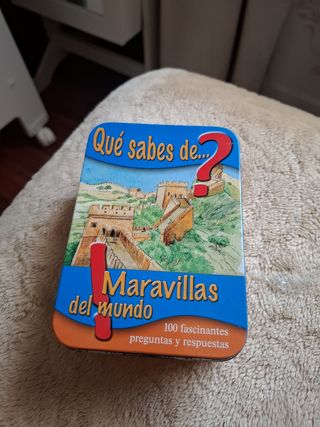 Qué sabes de...?
¡Maravillas
del mundo
100 fascinantes
preguntas y respuestas